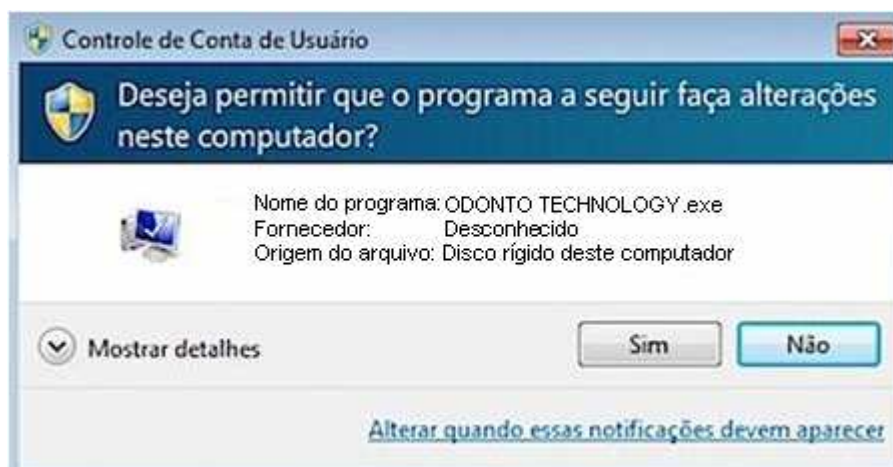 Controle de Conta de Usuário
Deseja permitir que o programa a seguir faça alterações
neste computador?
Nome do programa: ODONTO TECHNOLOGY.exe
Fornecedor: Desconhecido
Origem do arquivo: Disco rígido deste computador
Mostrar detalhes
Sim
Não
Alterar quando essas notificações devem aparecer